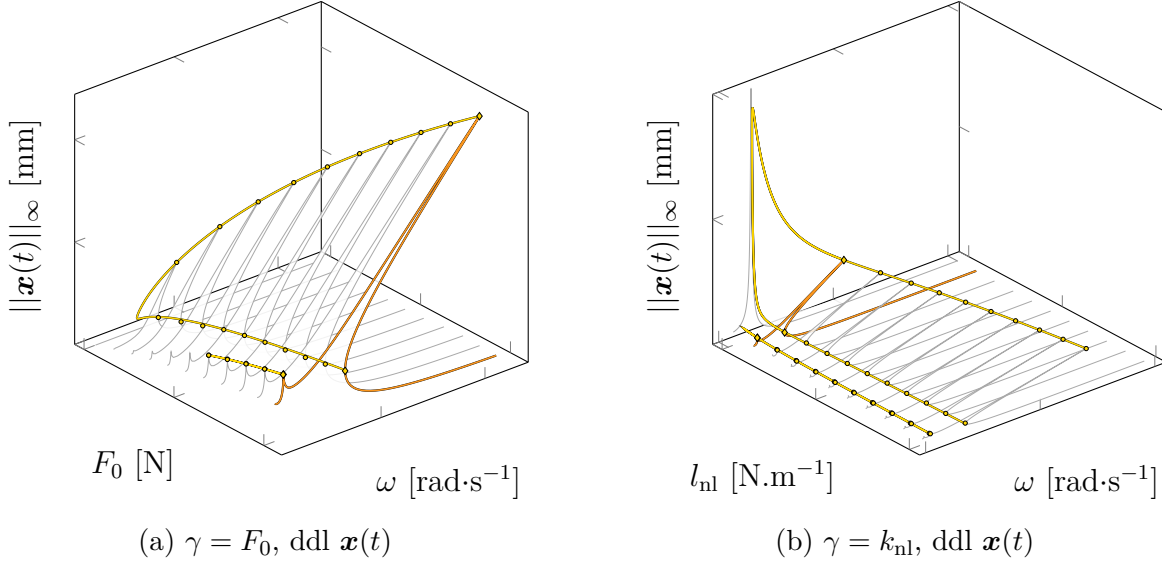 ||x(t)||∞ [mm]
F₀ [N]
ω [rad·s⁻¹]
(a) γ = F₀, ddl x(t)
||x(t)||∞ [mm]
lₙₗ [N.m⁻¹]
ω [rad·s⁻¹]
(b) γ = kₙₗ, ddl x(t)